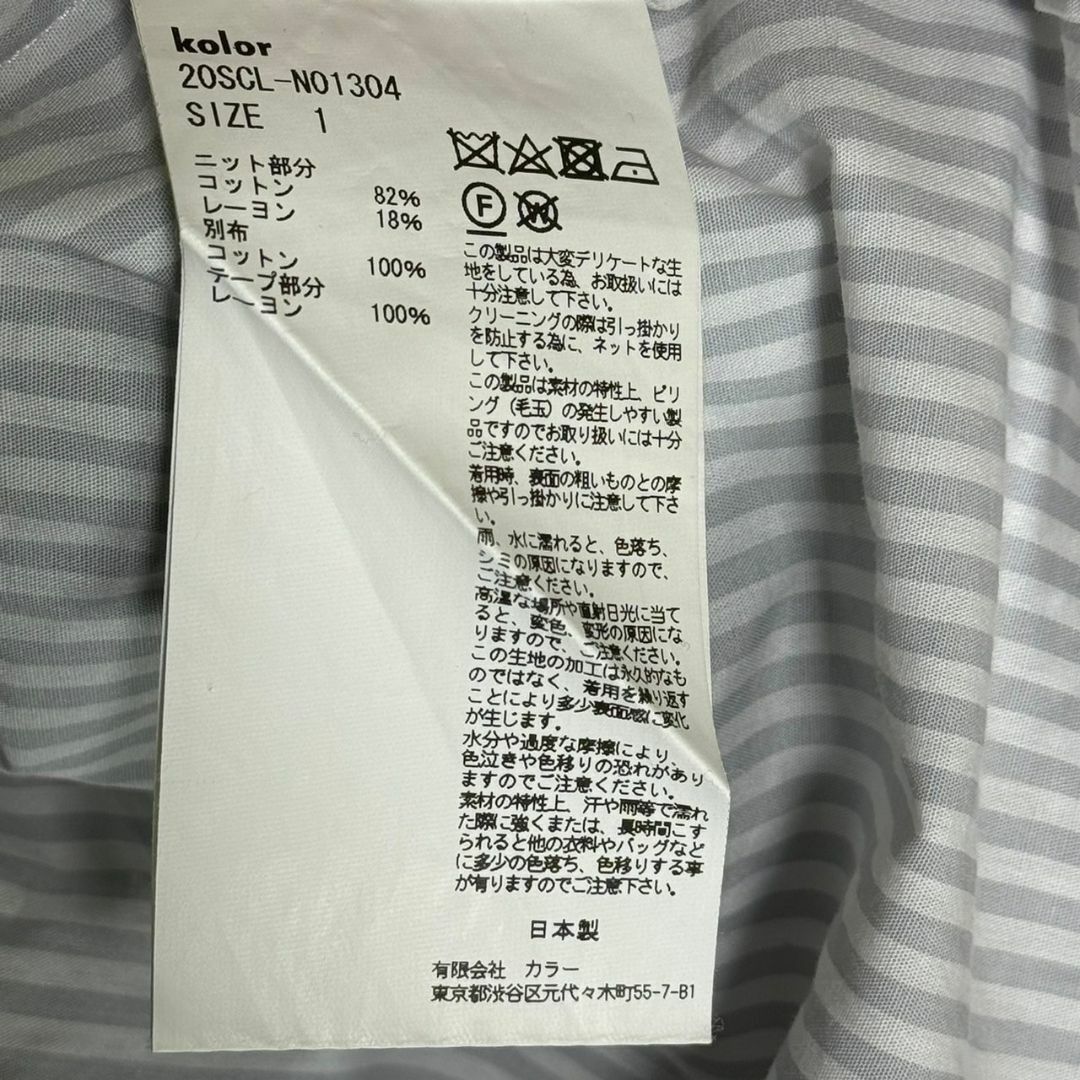 kolor
20SCL-N01304
SIZE 1
ニット部分
コットン 82%
レーヨン 18%
別布
コットン 100%
テープ部分
レーヨン 100%
F
W
この製品は大変デリケートな生
地をしている為、お取扱いには
十分注意して下さい。
クリーニングの際は引っ掛かり
を防止する為に、ネットを使用
して下さい。
この製品は素材の特性上、ピリ
ング（毛玉）の発生しやすい製
品ですのでお取り扱いには十分
ご注意ください。
着用時、表面の粗いものとの摩
擦や引っ掛かりに注意して下さ
い。
雨、水に濡れると、色落ち、
シミの原因になりますので、
ご注意ください。
高温な場所や直射日光に当て
ると、変色、変形の原因にな
りますので、ご注意ください。
この生地の加工は永久的なも
のではなく、着用を繰り返す
ことにより多少表面感に変化
が生じます。
水分や過度な摩擦により、
色泣きや色移りの恐れがあり
ますのでご注意ください。
素材の特性上、汗や雨等で濡れ
た際に強くまたは、長時間こす
られると他の衣料やバッグなど
に多少の色落ち、色移りする事
が有りますのでご注意下さい。
日本製
有限会社 カラー
東京都渋谷区元代々木町55-7-B1